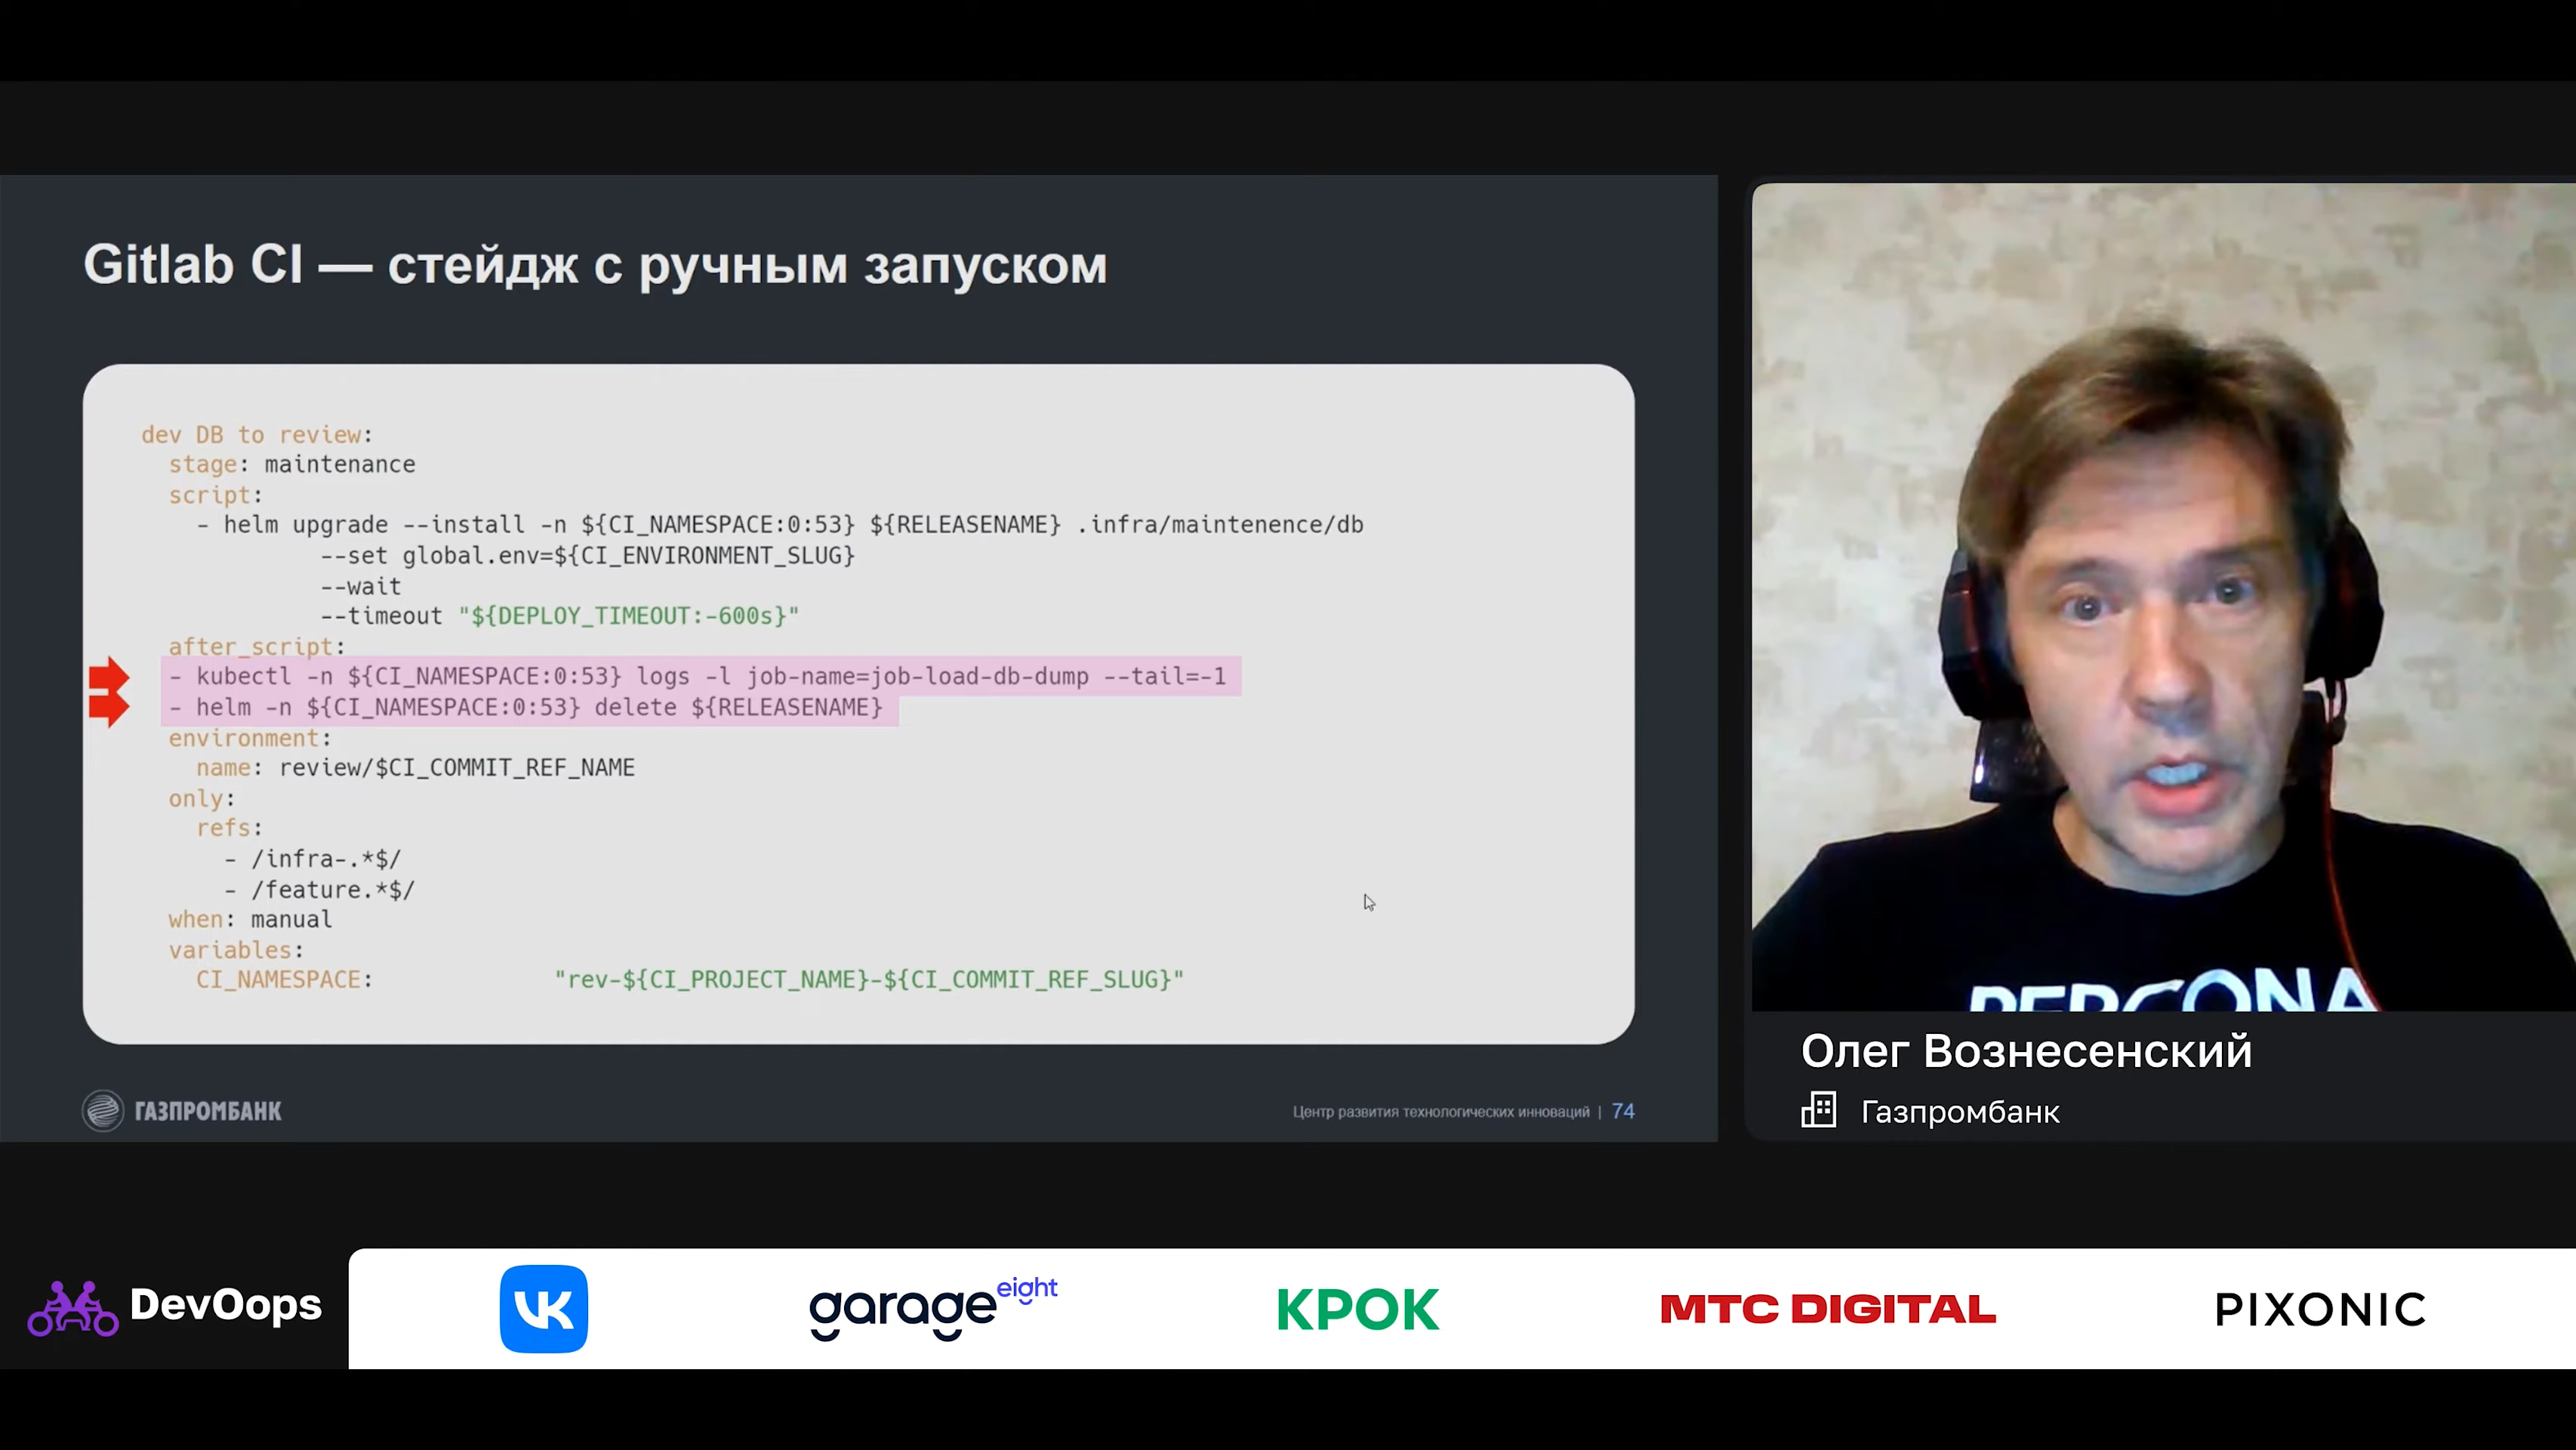 Gitlab CI — стейдж с ручным запуском
dev DB to review:
stage: maintenance
script:
- helm upgrade --install -n ${CI_NAMESPACE:0:53} ${RELEASENAME} .infra/maintenence/db
--set global.env=${CI_ENVIRONMENT_SLUG}
--wait
--timeout "${DEPLOY_TIMEOUT:-600s}"
after_script:
- kubectl -n ${CI_NAMESPACE:0:53} logs -l job-name=job-load-db-dump --tail=-1
- helm -n ${CI_NAMESPACE:0:53} delete ${RELEASENAME}
environment:
name: review/$CI_COMMIT_REF_NAME
only:
refs:
- /infra-.*$/
- /feature.*$/
when: manual
variables:
CI_NAMESPACE: "rev-${CI_PROJECT_NAME}-${CI_COMMIT_REF_SLUG}"
ГАЗПРОМБАНК
Центр развития технологических инноваций | 74
PERCONA
Олег Вознесенский
Газпромбанк
DevOops
VK
garage eight
КРОК
МТС DIGITAL
PIXONIC